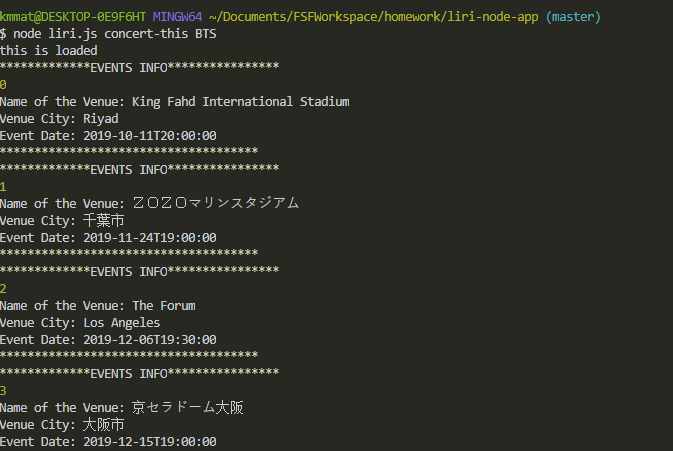 kmmat@DESKTOP-0E9F6HT MINGW64 ~/Documents/FSFWorkspace/homework/liri-node-app (master)
$ node liri.js concert-this BTS
this is loaded
*************EVENTS INFO****************
0
Name of the Venue: King Fahd International Stadium
Venue City: Riyad
Event Date: 2019-10-11T20:00:00
*************************************
*************EVENTS INFO****************
1
Name of the Venue: ＺＯＺＯマリンスタジアム
Venue City: 千葉市
Event Date: 2019-11-24T19:00:00
*************************************
*************EVENTS INFO****************
2
Name of the Venue: The Forum
Venue City: Los Angeles
Event Date: 2019-12-06T19:30:00
*************************************
*************EVENTS INFO****************
3
Name of the Venue: 京セラドーム大阪
Venue City: 大阪市
Event Date: 2019-12-15T19:00:00